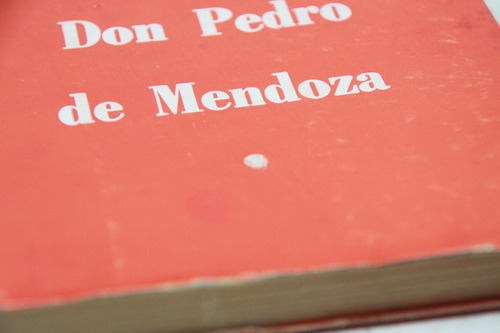 Don Pedro
de Mendoza